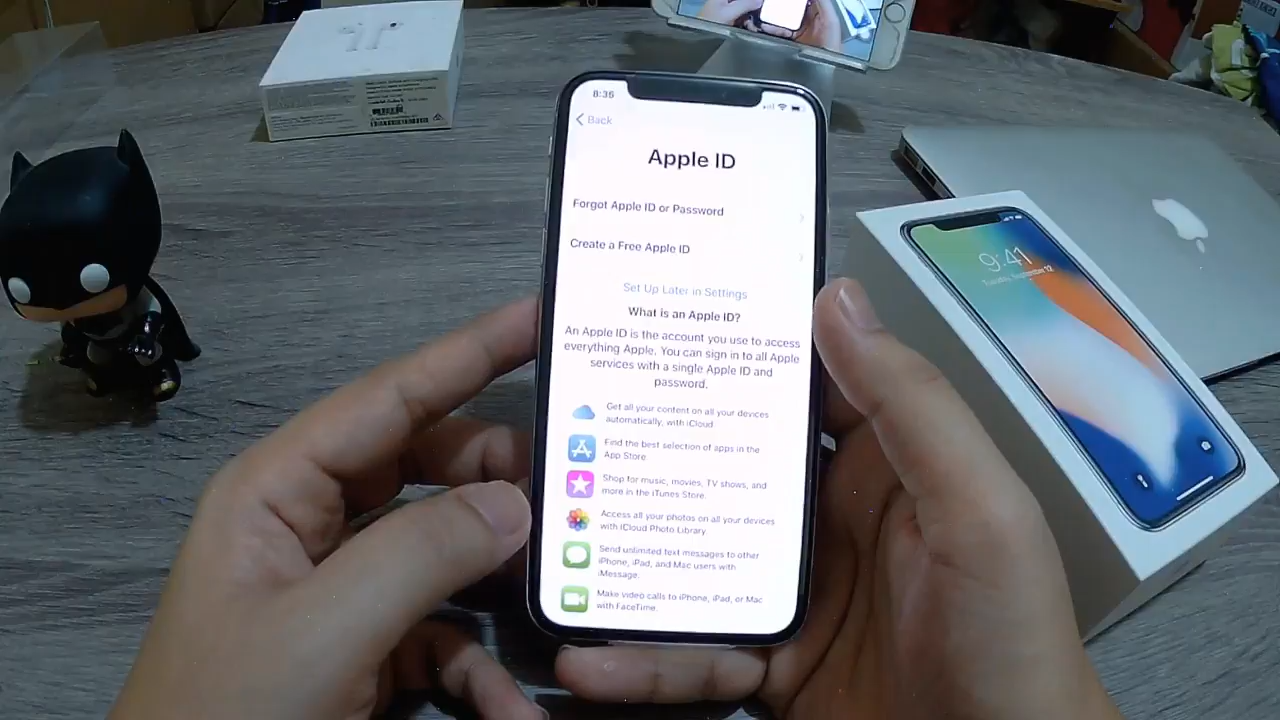 8:35
Back
Apple ID
Forgot Apple ID or Password
Create a Free Apple ID
Set Up Later in Settings
What is an Apple ID?
An Apple ID is the account you use to access
everything Apple. You can sign in to all Apple
services with a single Apple ID and
password.
Get all your content on all your devices
automatically, with iCloud
Find the best selection of apps in the
App Store.
Shop for music, movies, TV shows, and
more in the iTunes Store.
Access all your photos on all your devices
with iCloud Photo Library.
Send unlimited text messages to other
iPhone, iPad, and Mac users with
iMessage.
Make video calls to iPhone, iPad, or Mac
with FaceTime.
9:41
Tuesday, September 12